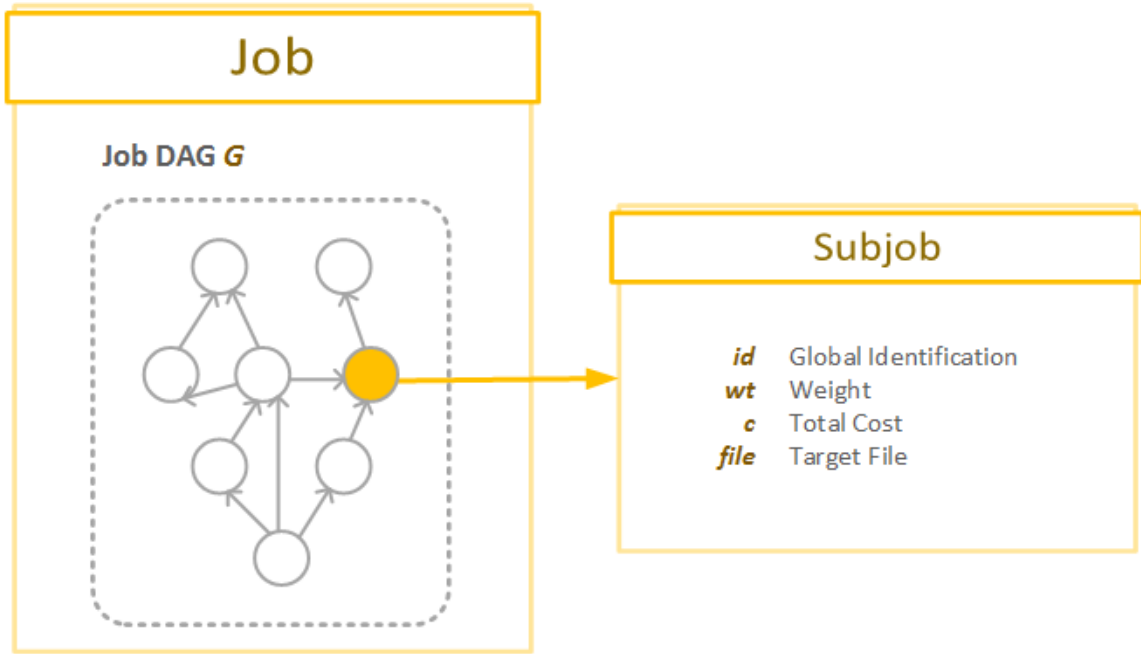 Job
Job DAG G
Subjob
id Global Identification
wt Weight
c Total Cost
file Target File